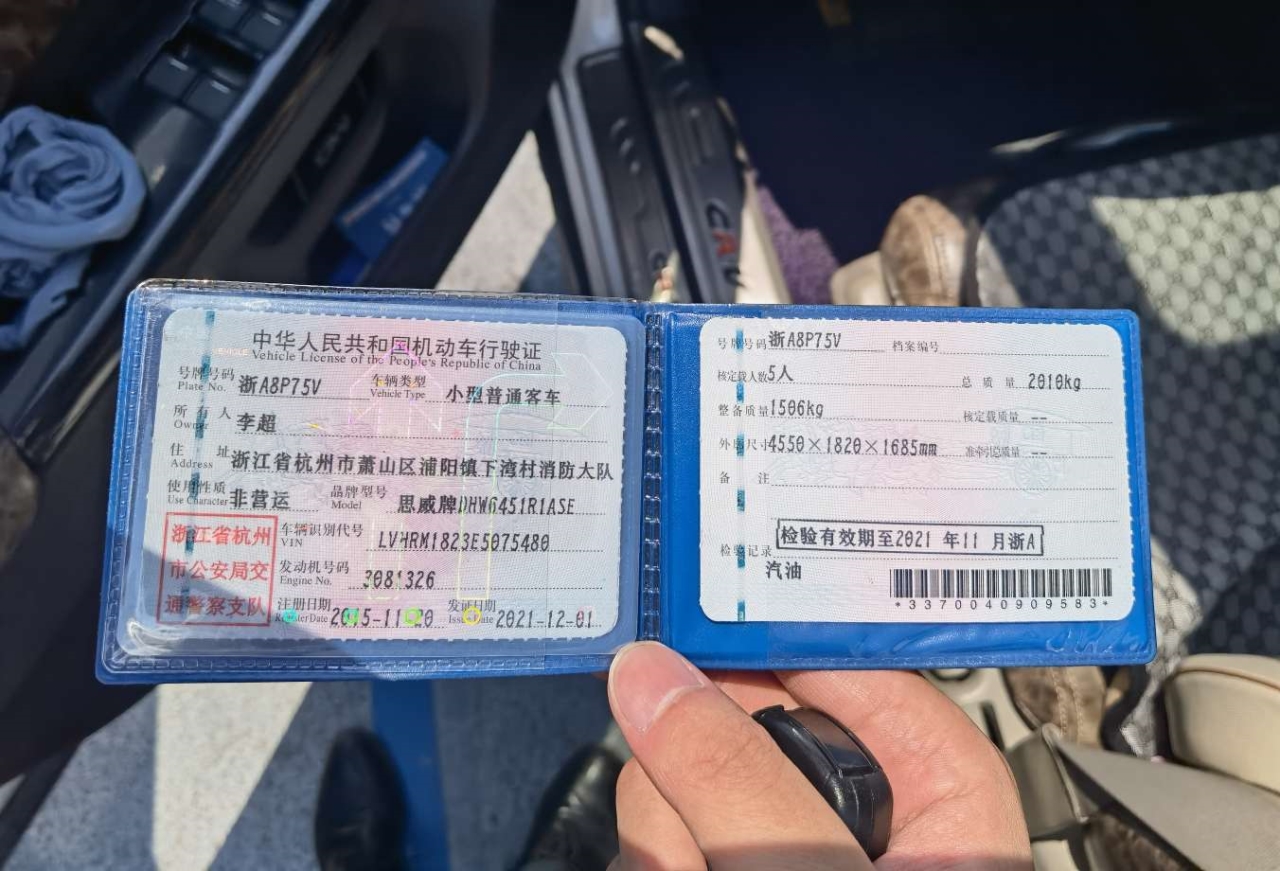 中华人民共和国机动车行驶证
Vehicle License of the People's Republic of China
号牌号码 浙A8P75V 车辆类型 小型普通客车
Plate No. Vehicle Type
所有人 李超
Owner
住址 浙江省杭州市萧山区浦阳镇下湾村消防大队
Address
使用性质 非营运 品牌型号 思威牌DHW6451R1ASE
Use Character Model
浙江省杭州
市公安局交
通警察支队
车辆识别代号 LVHRM1823E5075480
VIN
发动机号码 3081326
Engine No.
注册日期 2015-11-20 发证日期 2021-12-01
Register Date Issue Date
号牌号码 浙A8P75V 档案编号
核定载人数 5人 总质量 2010kg
整备质量 1506kg 核定载质量 --
外廓尺寸 4550×1820×1685mm 准牵引总质量 --
备注
检验记录 检验有效期至2021年11月浙A
汽油
*3370040909583*